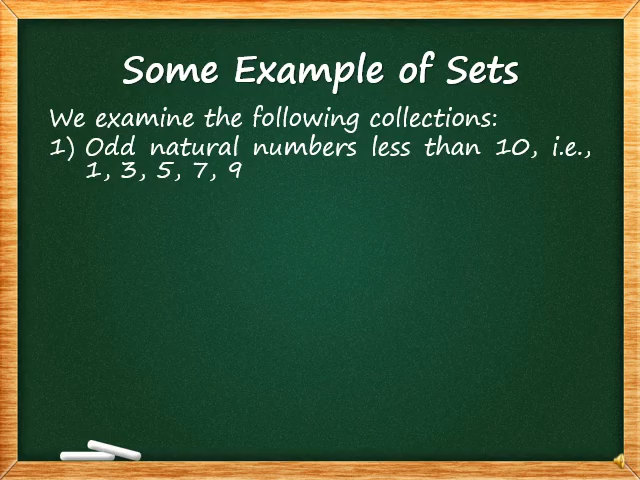 Some Example of Sets
We examine the following collections:
1) Odd natural numbers less than 10, i.e.,
1, 3, 5, 7, 9